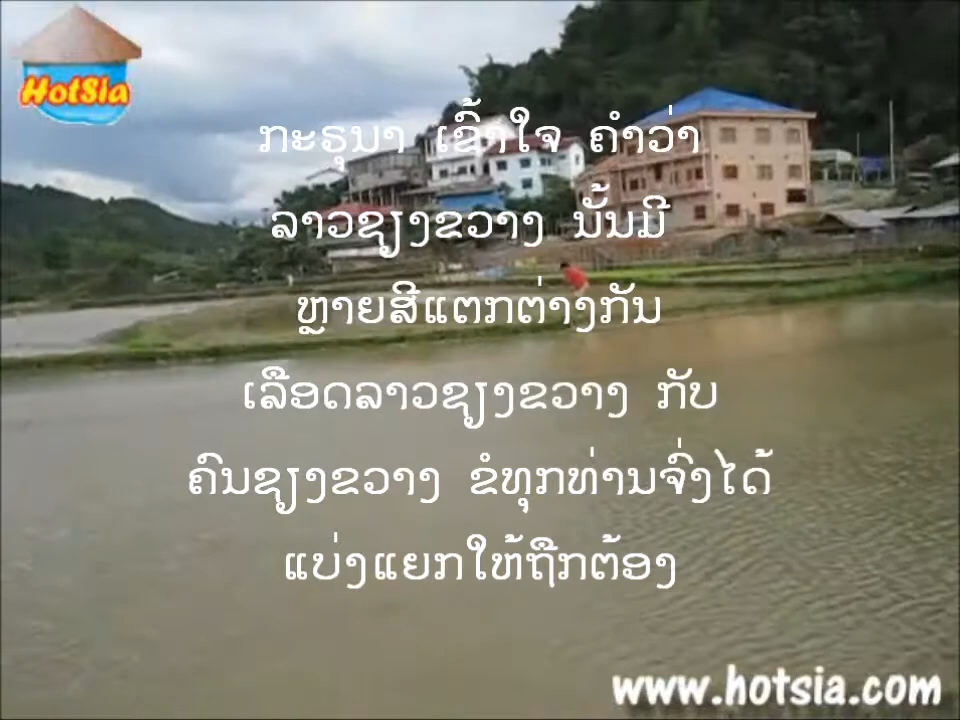 HotSia
ກະຣຸນາ ເຂົ້າໃຈ ຄຳວ່າ
ລາວຊຽງຂວາງ ນັ້ນມີ
ຫຼາຍສີແຕກຕ່າງກັນ
ເລືອດລາວຊຽງຂວາງ ກັບ
ຄົນຊຽງຂວາງ ຂໍທຸກທ່ານຈົ່ງໄດ້
ແບ່ງແຍກໃຫ້ຖືກຕ້ອງ
www.hotsia.com